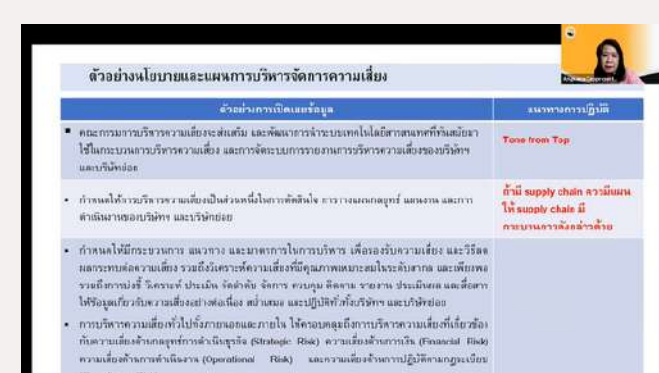 ตัวอย่างนโยบายและแผนการบริหารจัดการความเสี่ยง
ตัวอย่างการเปิดเผยข้อมูล
แนวทางการปฏิบัติ
▪ คณะกรรมการบริหารความเสี่ยงจะส่งเสริม และพัฒนาการนำระบบเทคโนโลยีสารสนเทศที่ทันสมัยมา
ใช้ในกระบวนการบริหารความเสี่ยง และการจัดระบบการรายงานการบริหารความเสี่ยงของบริษัทฯ
และบริษัทย่อย
Tone from Top
• กำหนดให้การบริหารความเสี่ยงเป็นส่วนหนึ่งในการตัดสินใจ การวางแผนกลยุทธ์ แผนงาน และการ
ดำเนินงานของบริษัทฯ และบริษัทย่อย
ถ้ามี supply chain ควรมีแผน
ให้ supply chain มี
กระบวนการดังกล่าวด้วย
• กำหนดให้มีกระบวนการ แนวทาง และมาตรการในการบริหาร เพื่อรองรับความเสี่ยง และวิธีลด
ผลกระทบต่อความเสี่ยง รวมถึงวิเคราะห์ความเสี่ยงที่มีคุณภาพเหมาะสมในระดับสากล และเพียงพอ
รวมถึงการบ่งชี้ วิเคราะห์ ประเมิน จัดลำดับ จัดการ ควบคุม ติดตาม รายงาน ประเมินผล และสื่อสาร
ให้ข้อมูลเกี่ยวกับความเสี่ยงอย่างต่อเนื่อง สม่ำเสมอ และปฏิบัติทั่วทั้งบริษัทฯ และบริษัทย่อย
• การบริหารความเสี่ยงทั่วไปทั้งภายนอกและภายใน ให้ครอบคลุมถึงการบริหารความเสี่ยงที่เกี่ยวข้อง
กับความเสี่ยงด้านกลยุทธ์การดำเนินธุรกิจ (Strategic Risk) ความเสี่ยงด้านการเงิน (Financial Risk)
ความเสี่ยงด้านการดำเนินงาน (Operational Risk) และความเสี่ยงด้านการปฏิบัติตามกฎระเบียบ